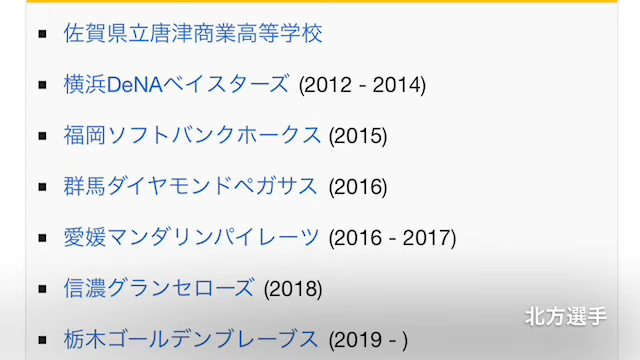 佐賀県立唐津商業高等学校
横浜DeNAベイスターズ (2012 - 2014)
福岡ソフトバンクホークス (2015)
群馬ダイヤモンドペガサス (2016)
愛媛マンダリンパイレーツ (2016 - 2017)
信濃グランセローズ (2018)
北方選手
栃木ゴールデンブレーブス (2019 - )